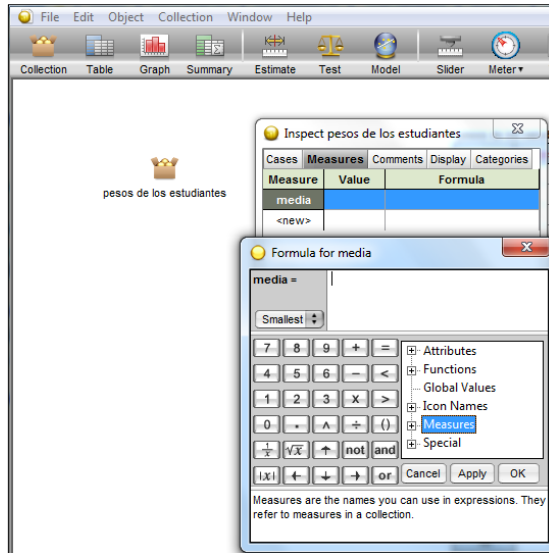 File Edit Object Collection Window Help
Collection Table Graph Summary Estimate Test Model Slider Meter▾
pesos de los estudiantes
Inspect pesos de los estudiantes
Cases Measures Comments Display Categories
Measure Value Formula
media
<new>
Formula for media
media =
Smallest
7 8 9 + =
4 5 6 − <
1 2 3 x >
0 . ^ ÷ ()
1/x √x ↑ not and
|x| ← ↓ → or
Attributes
Functions
Global Values
Icon Names
Measures
Special
Cancel Apply OK
Measures are the names you can use in expressions. They
refer to measures in a collection.